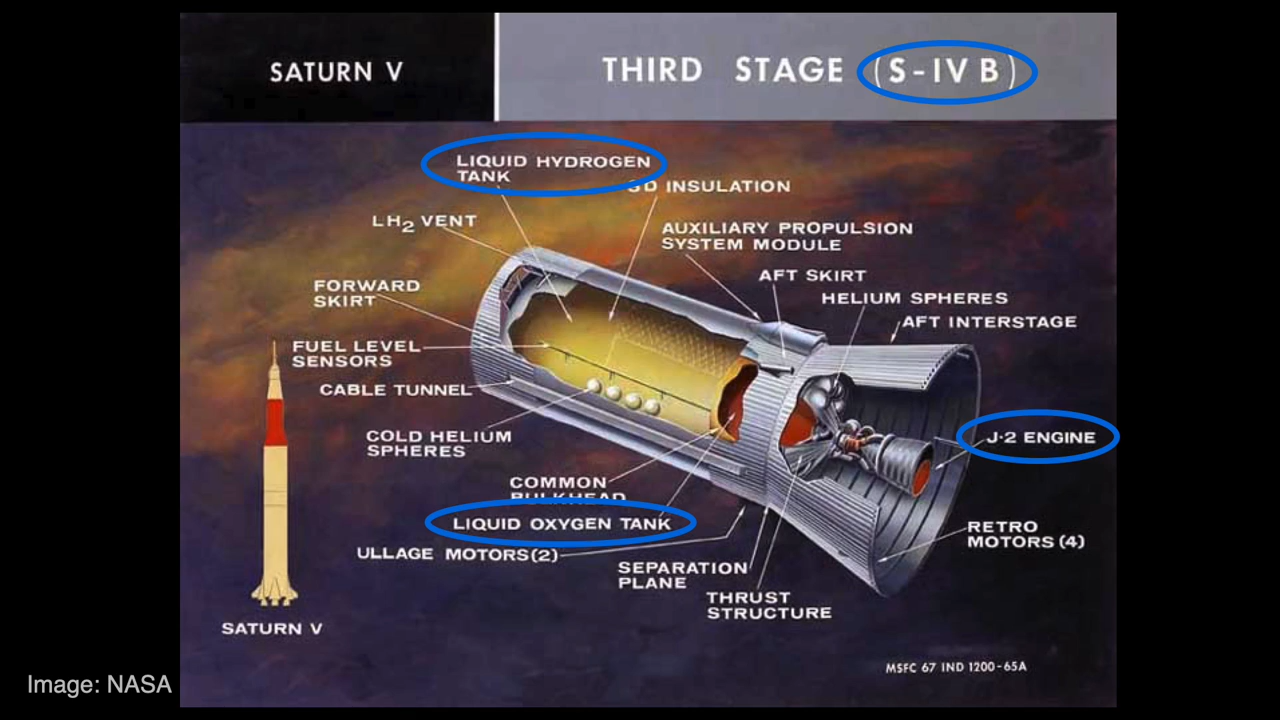 SATURN V
THIRD STAGE (S-IV B)
LIQUID HYDROGEN
TANK
3D INSULATION
LH2 VENT
AUXILIARY PROPULSION
SYSTEM MODULE
AFT SKIRT
FORWARD
SKIRT
HELIUM SPHERES
AFT INTERSTAGE
FUEL LEVEL
SENSORS
CABLE TUNNEL
COLD HELIUM
SPHERES
J-2 ENGINE
COMMON
BULKHEAD
LIQUID OXYGEN TANK
RETRO
MOTORS (4)
ULLAGE MOTORS (2)
SEPARATION
PLANE
THRUST
STRUCTURE
SATURN V
MSFC 67 IND 1200-65A
Image: NASA